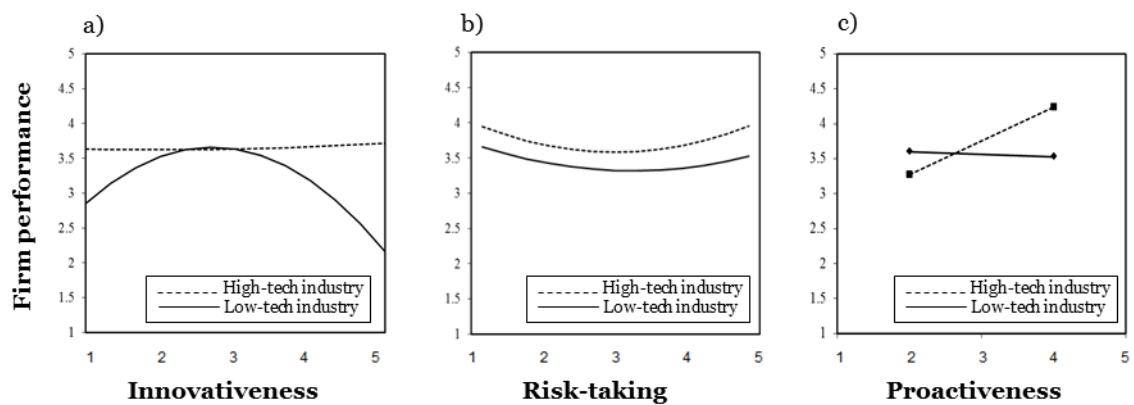 a)
5
4.5
4
3.5
3
2.5
2
1.5
1
High-tech industry
Low-tech industry
1 2 3 4 5
Innovativeness
Firm performance
b)
5
4.5
4
3.5
3
2.5
2
1.5
1
High-tech industry
Low-tech industry
1 2 3 4 5
Risk-taking
c)
5
4.5
4
3.5
3
2.5
2
1.5
1
High-tech industry
Low-tech industry
1 2 3 4 5
Proactiveness